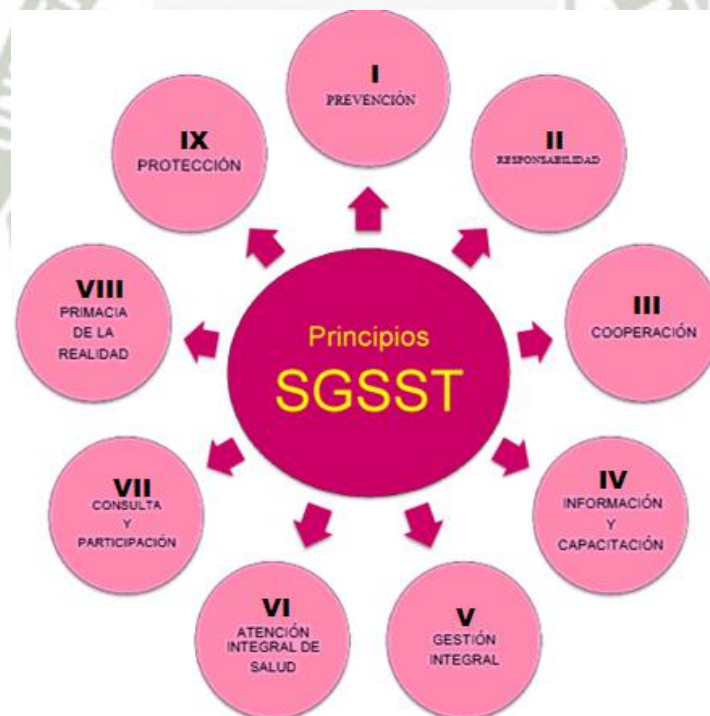 Principios
SGSST
I
PREVENCIÓN
II
RESPONSABILIDAD
III
COOPERACIÓN
IV
INFORMACIÓN
Y
CAPACITACIÓN
V
GESTIÓN
INTEGRAL
VI
ATENCIÓN
INTEGRAL DE
SALUD
VII
CONSULTA
Y
PARTICIPACIÓN
VIII
PRIMACIA
DE LA
REALIDAD
IX
PROTECCIÓN